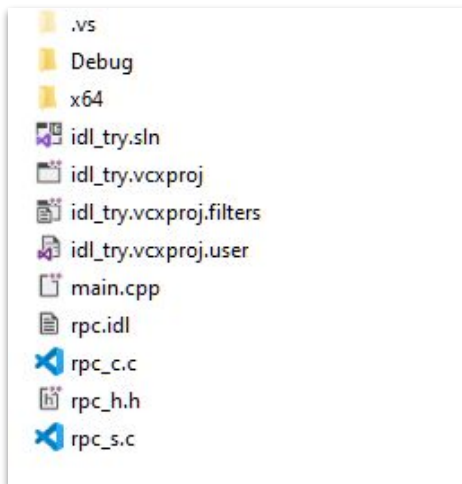 .vs
Debug
x64
idl_try.sln
idl_try.vcxproj
idl_try.vcxproj.filters
idl_try.vcxproj.user
main.cpp
rpc.idl
rpc_c.c
rpc_h.h
rpc_s.c